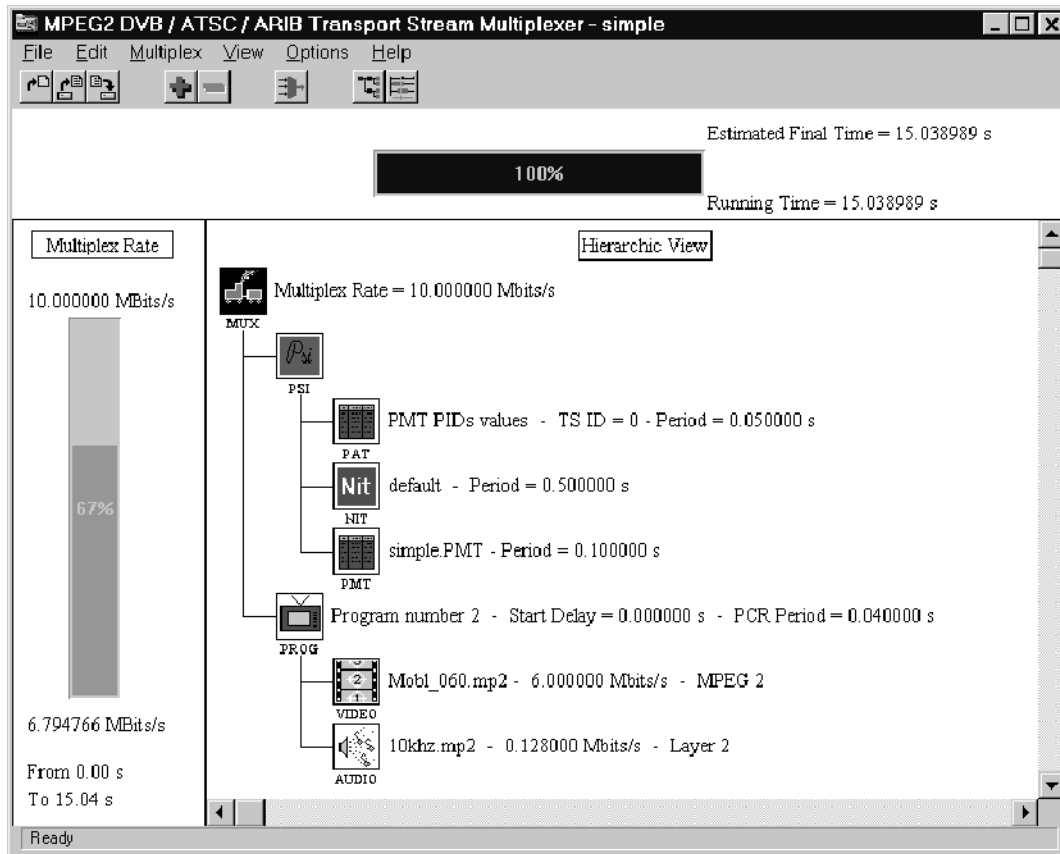 MPEG2 DVB / ATSC / ARIB Transport Stream Multiplexer - simple
File Edit Multiplex View Options Help
Estimated Final Time = 15.038989 s
100%
Running Time = 15.038989 s
Multiplex Rate
Hierarchic View
10.000000 MBits/s
Multiplex Rate = 10.000000 Mbits/s
MUX
Psi
PSI
PMT PIDs values - TS ID = 0 - Period = 0.050000 s
PAT
Nit
default - Period = 0.500000 s
NIT
67%
simple.PMT - Period = 0.100000 s
PMT
Program number 2 - Start Delay = 0.000000 s - PCR Period = 0.040000 s
PROG
2
1
Mobl_060.mp2 - 6.000000 Mbits/s - MPEG 2
VIDEO
6.794766 MBits/s
10khz.mp2 - 0.128000 Mbits/s - Layer 2
AUDIO
From 0.00 s
To 15.04 s
Ready